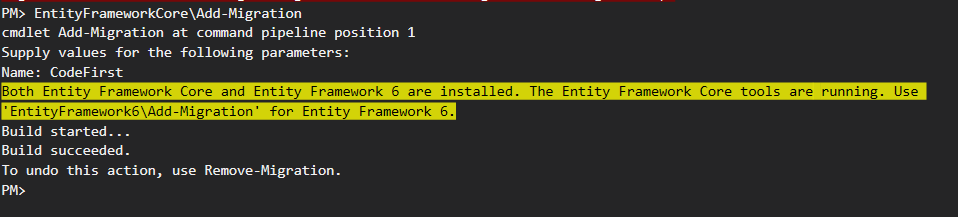 PM> EntityFrameworkCore\Add-Migration
cmdlet Add-Migration at command pipeline position 1
Supply values for the following parameters:
Name: CodeFirst
Both Entity Framework Core and Entity Framework 6 are installed. The Entity Framework Core tools are running. Use
'EntityFramework6\Add-Migration' for Entity Framework 6.
Build started...
Build succeeded.
To undo this action, use Remove-Migration.
PM>